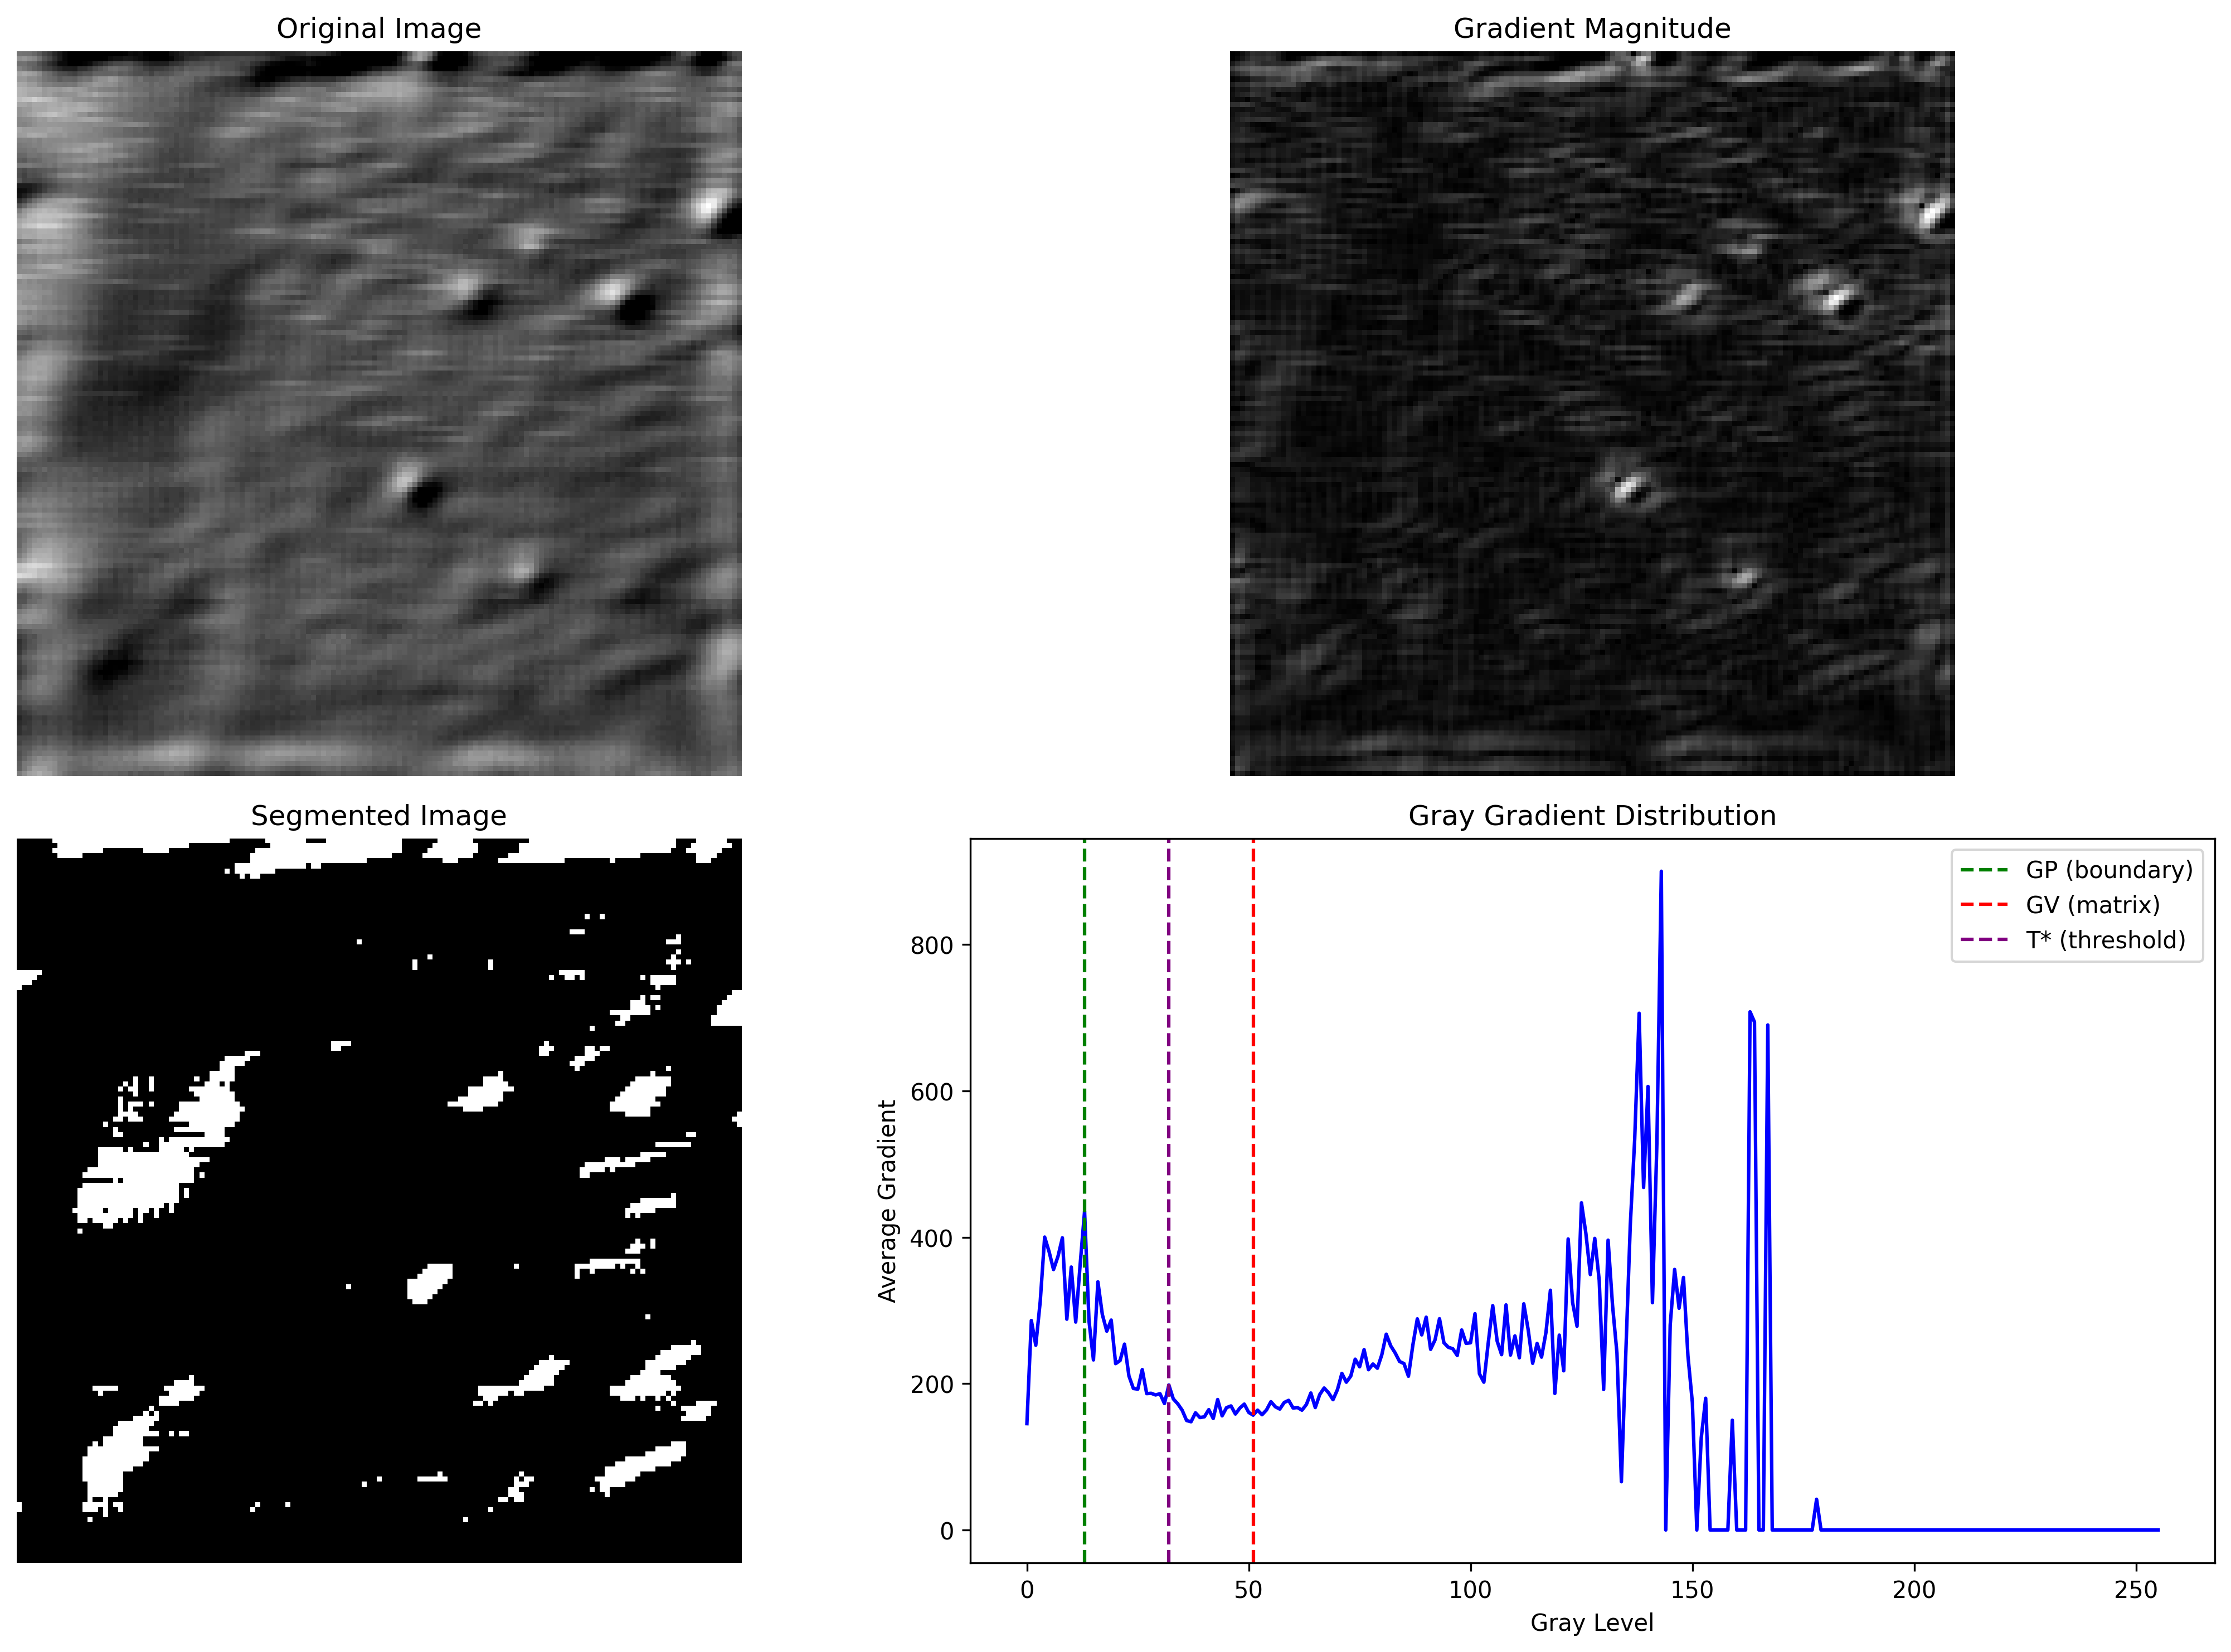 Original Image
Gradient Magnitude
Segmented Image
Gray Gradient Distribution
GP (boundary)
GV (matrix)
T* (threshold)
Average Gradient
800
600
400
200
0
0 50 100 150 200 250
Gray Level